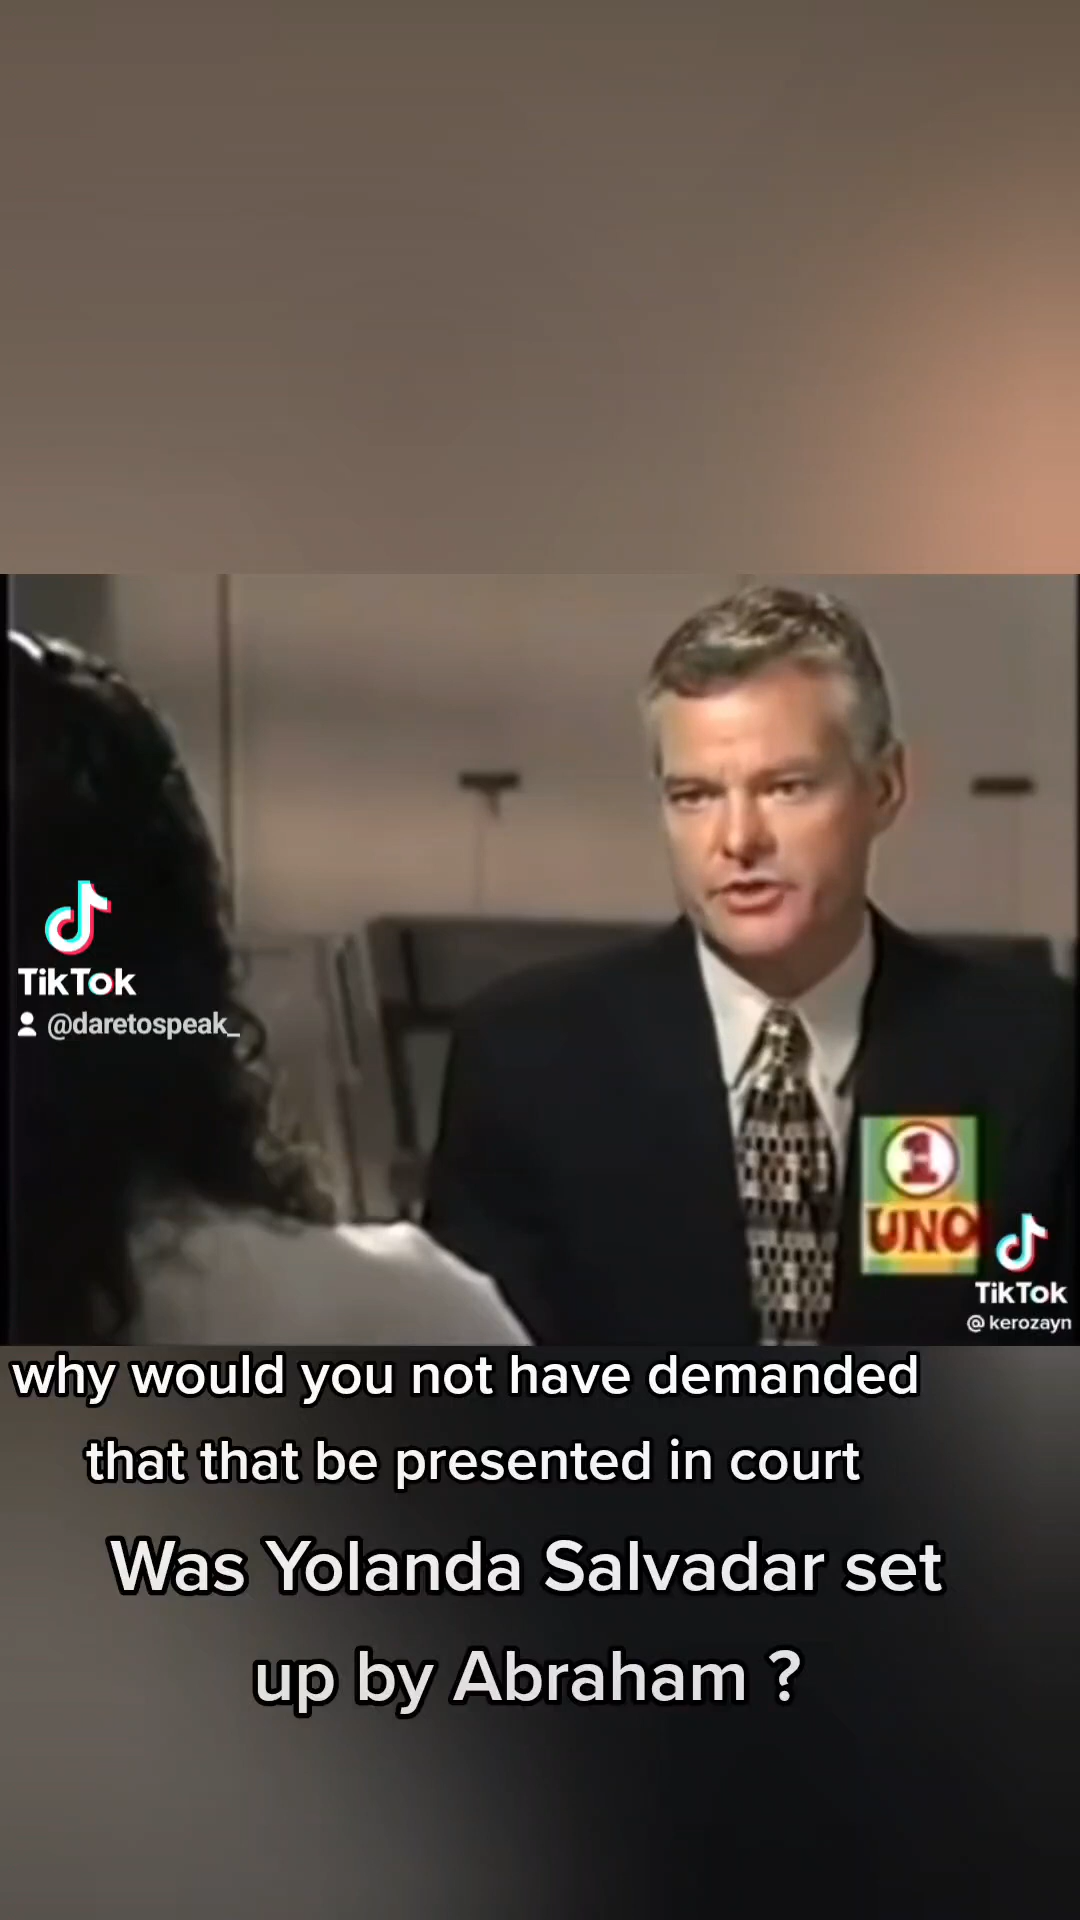 TikTok
@daretospeak_
1
UNO
TikTok
@kerozayn
why would you not have demanded
that that be presented in court
Was Yolanda Salvadar set
up by Abraham ?